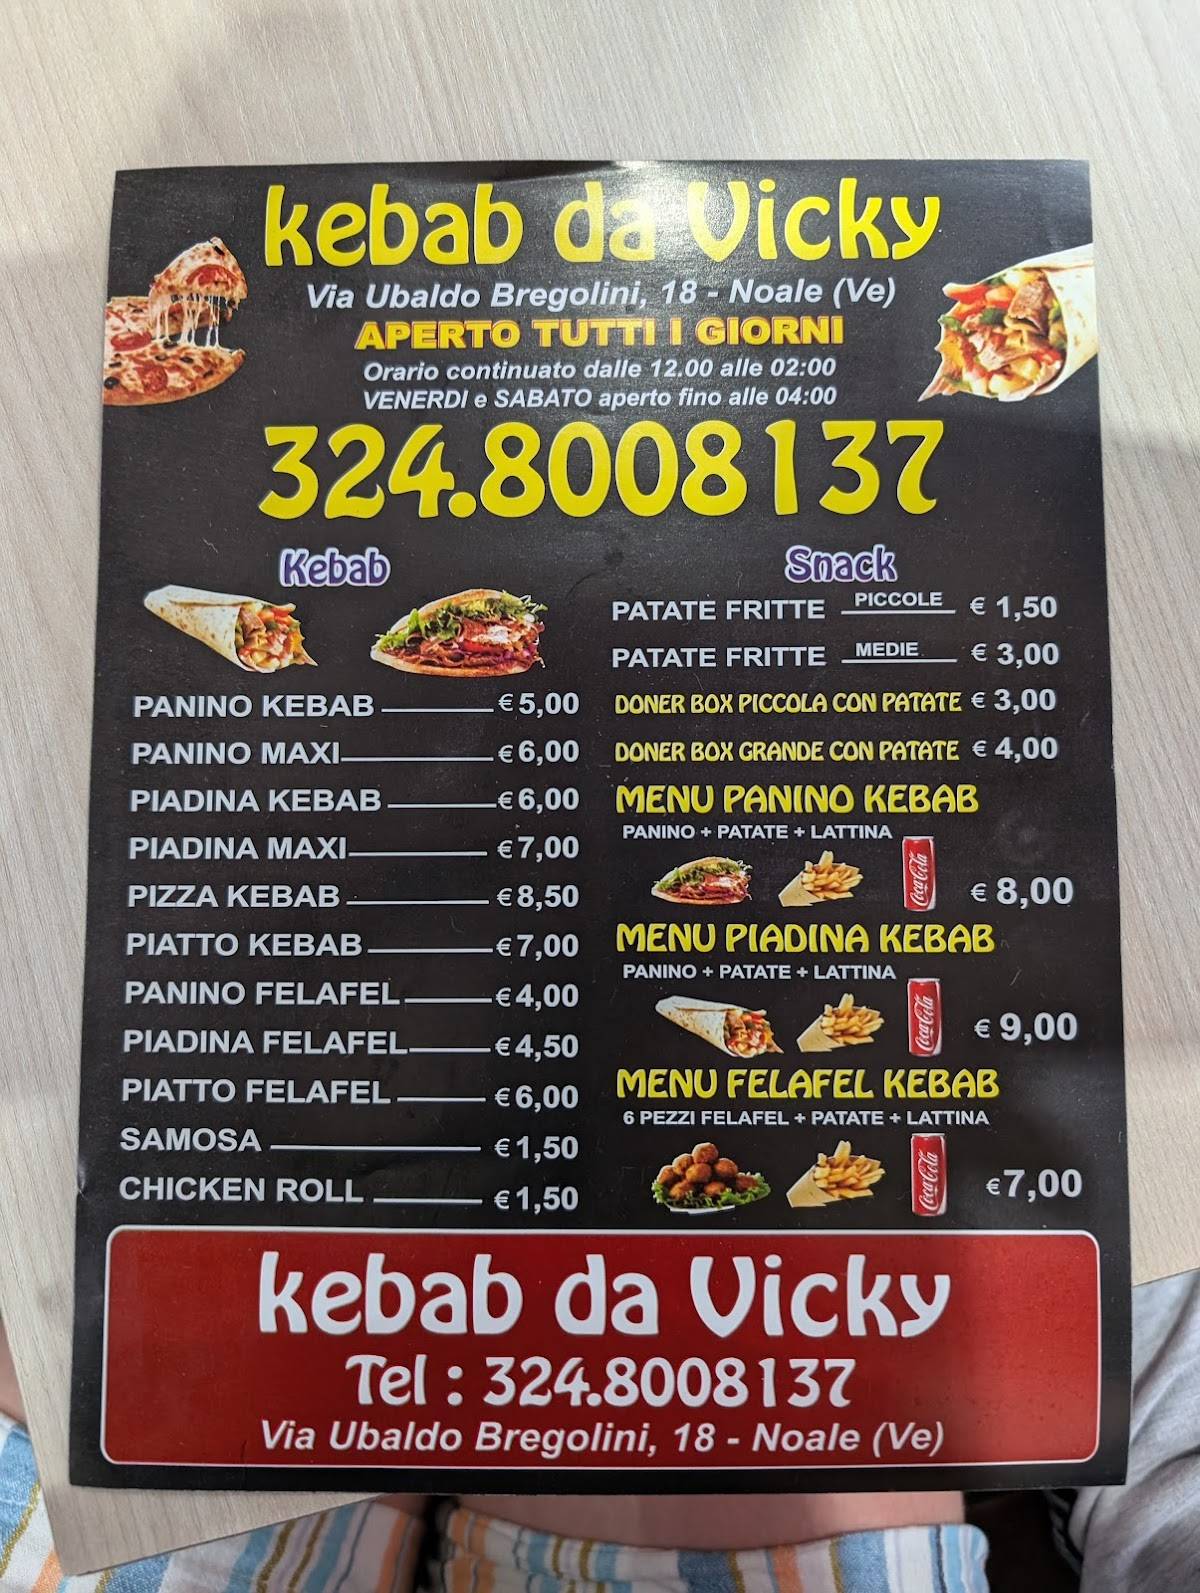 kebab da Vicky
Via Ubaldo Bregolini, 18 - Noale (Ve)
APERTO TUTTI I GIORNI
Orario continuato dalle 12.00 alle 02:00
VENERDI e SABATO aperto fino alle 04:00
324.8008137
Kebab
PANINO KEBAB € 5,00
PANINO MAXI € 6,00
PIADINA KEBAB € 6,00
PIADINA MAXI € 7,00
PIZZA KEBAB € 8,50
PIATTO KEBAB € 7,00
PANINO FELAFEL € 4,00
PIADINA FELAFEL € 4,50
PIATTO FELAFEL € 6,00
SAMOSA € 1,50
CHICKEN ROLL € 1,50
Snack
PATATE FRITTE PICCOLE € 1,50
PATATE FRITTE MEDIE € 3,00
DONER BOX PICCOLA CON PATATE € 3,00
DONER BOX GRANDE CON PATATE € 4,00
MENU PANINO KEBAB
PANINO + PATATE + LATTINA
Coca-Cola
€ 8,00
MENU PIADINA KEBAB
PANINO + PATATE + LATTINA
Coca-Cola
€ 9,00
MENU FELAFEL KEBAB
6 PEZZI FELAFEL + PATATE + LATTINA
Coca-Cola
€ 7,00
kebab da Vicky
Tel : 324.8008137
Via Ubaldo Bregolini, 18 - Noale (Ve)